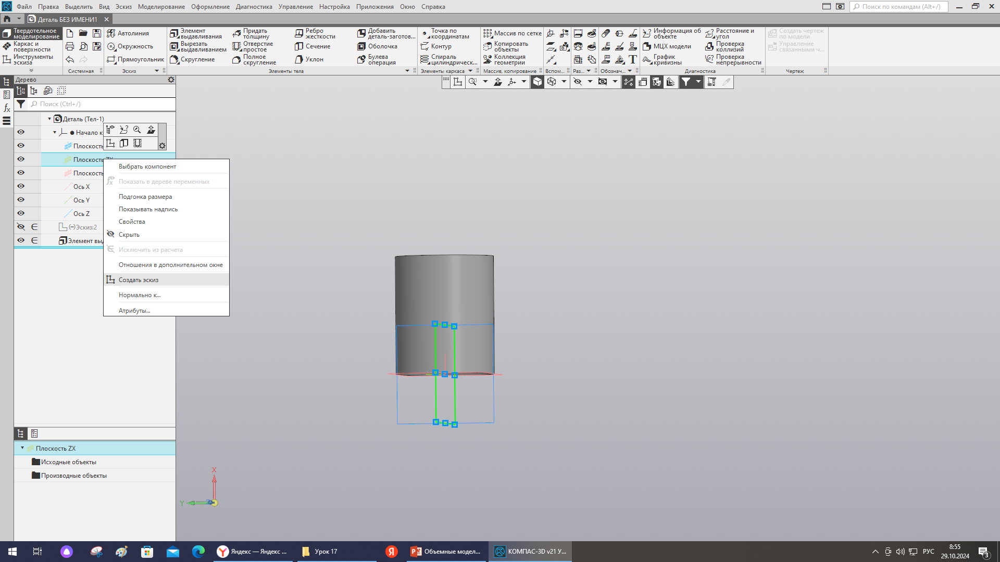 Файл Правка Выделить Вид Эскиз Моделирование Оформление Диагностика Управление Настройка Приложения Окно Справка
Поиск по командам (Alt+/)
Деталь БЕЗ ИМЕНИ1
Твердотельное моделирование
Каркас и поверхности
Инструменты эскиза
Системная
Автолиния
Окружность
Прямоугольник
Эскиз
Элемент выдавливания
Вырезать выдавливанием
Скругление
Придать толщину
Отверстие простое
Полное скругление
Ребро жесткости
Сечение
Уклон
Добавить деталь-заготов...
Оболочка
Булева операция
Элементы тела
Точка по координатам
Контур
Спираль цилиндрическ...
Элементы каркаса
Массив по сетке
Копировать объекты
Коллекция геометрии
Массив, копирование
Вспом...
Раз...
Обознач...
Информация об объекте
МЦХ модели
График кривизны
Расстояние и угол
Проверка коллизий
Проверка непрерывности
Диагностика
Создать чертеж по модели
Управление связанными ч...
Чертеж
Дерево
Поиск (Ctrl+/)
Деталь (Тел-1)
Начало к
Плоскость
Плоскость ZX
Плоскость
Ось X
Ось Y
Ось Z
(−)Эскиз:2
Элемент выд
Выбрать компонент
Показать в дереве переменных
Подгонка размера
Показывать надпись
Свойства
Скрыть
Исключить из расчета
Отношения в дополнительном окне
Создать эскиз
Нормально к...
Атрибуты...
Плоскость ZX
Исходные объекты
Производные объекты
X
Y
Z
Яндекс — Яндекс ...
Урок 17
Объемные модел...
КОМПАС-3D v21 У...
РУС
8:55
29.10.2024
3